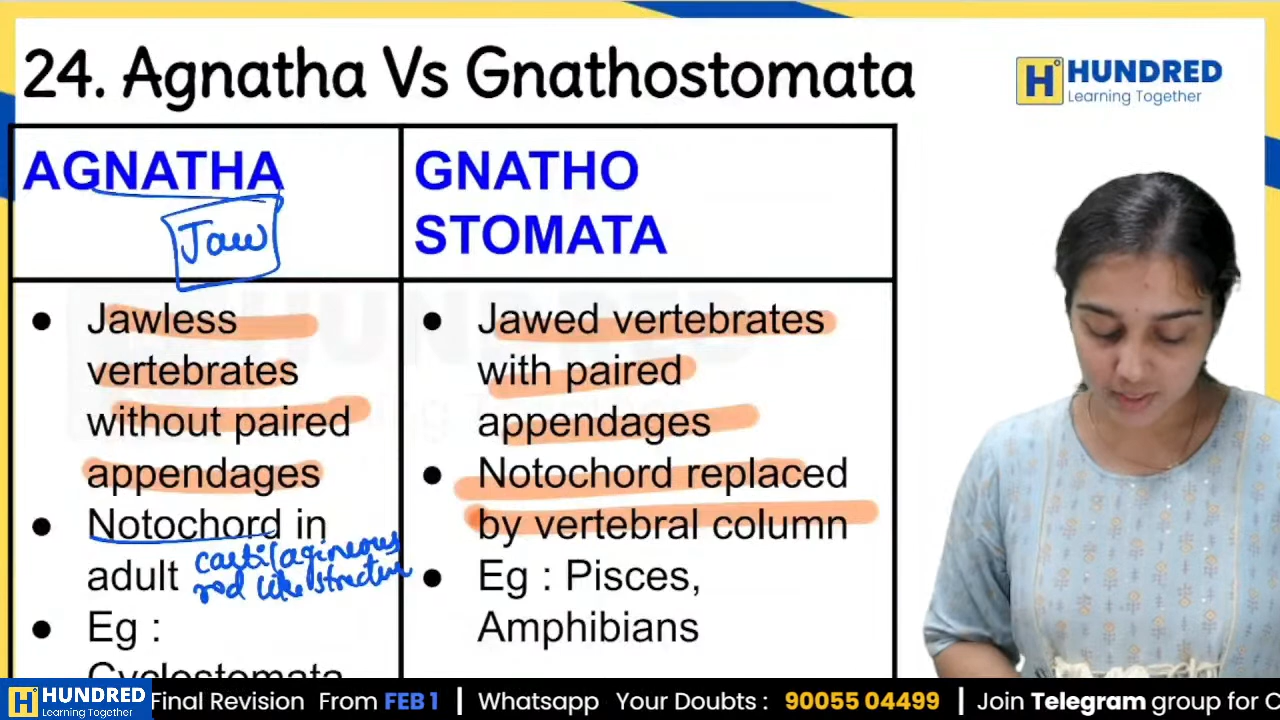 24. Agnatha Vs Gnathostomata
HUNDRED
Learning Together
AGNATHA
Jaw
GNATHO
STOMATA
Jawless
vertebrates
without paired
appendages
Notochord in
adult
cartilagineous
rod like structure
Eg :
Cyclostomata
Jawed vertebrates
with paired
appendages
Notochord replaced
by vertebral column
Eg : Pisces,
Amphibians
HUNDRED
Learning Together
Final Revision From FEB 1 | Whatsapp Your Doubts : 90055 04499 | Join Telegram group for